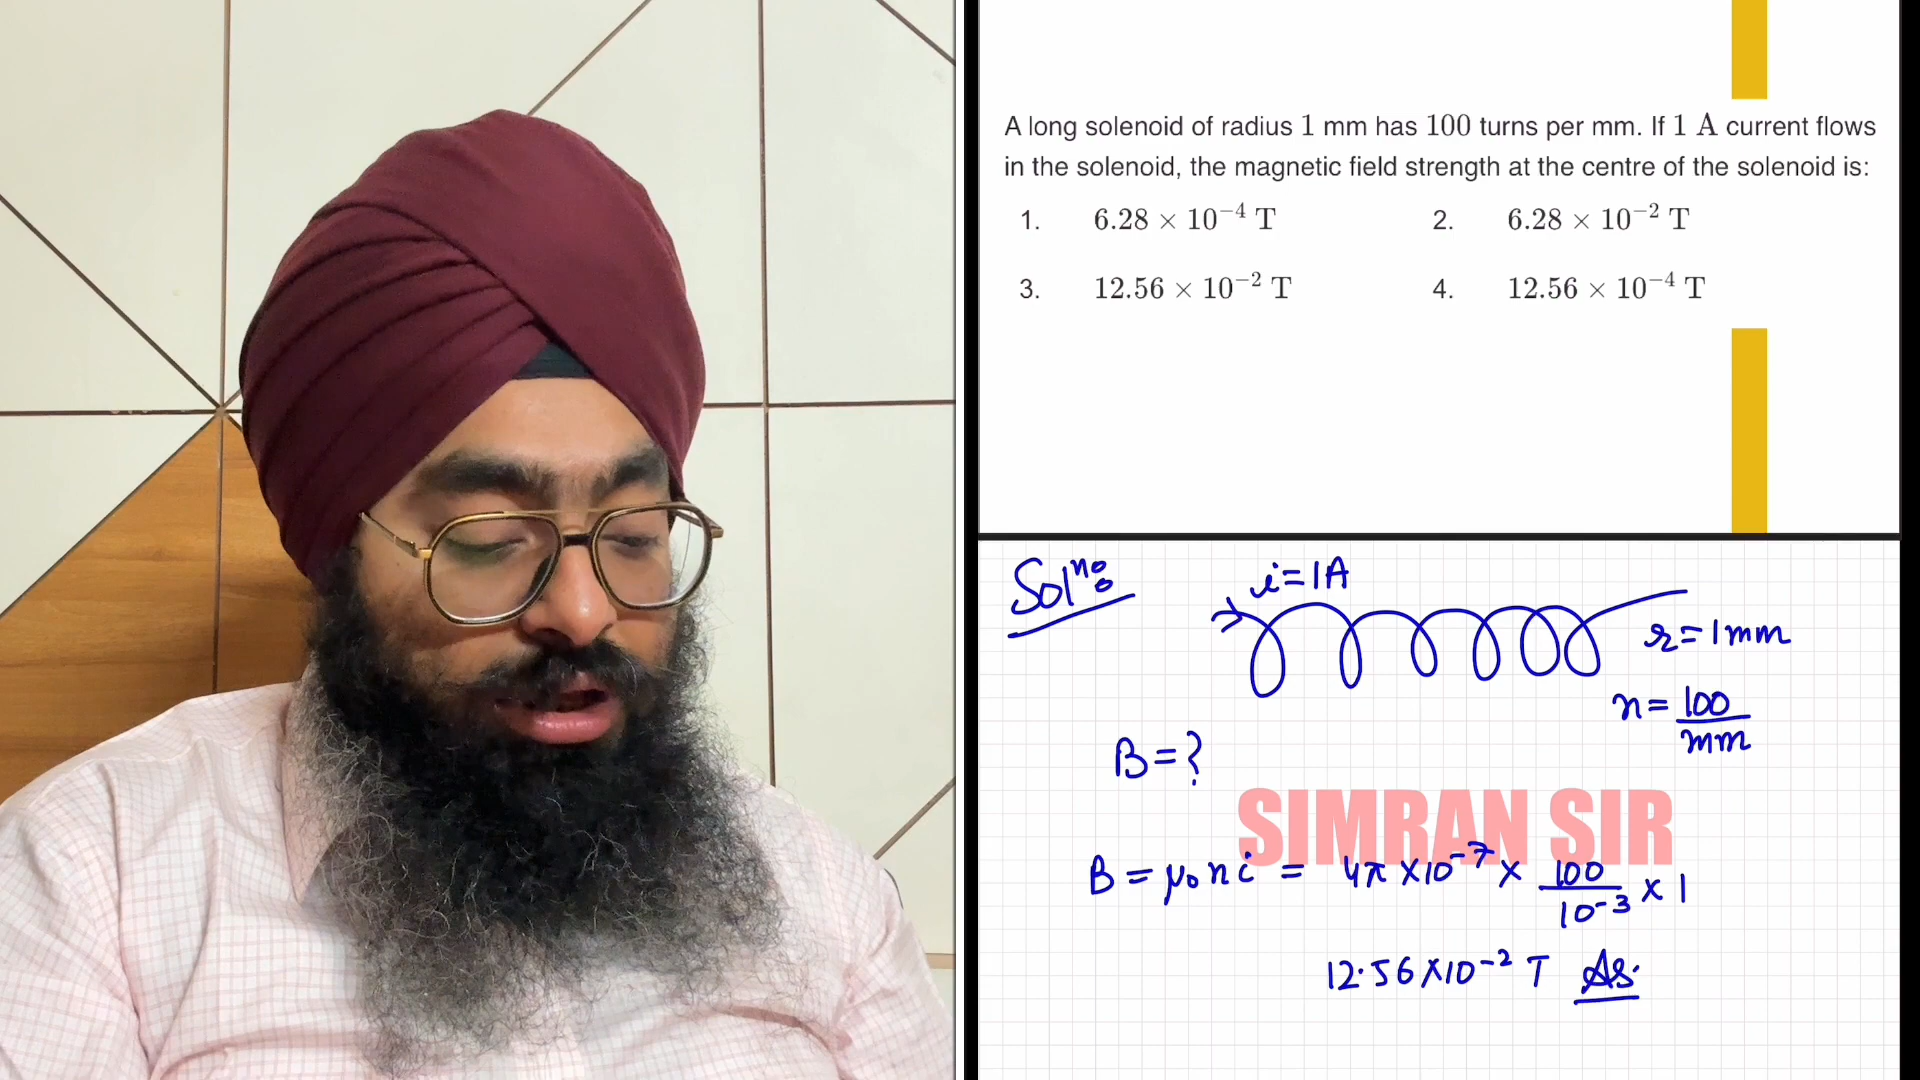 A long solenoid of radius 1 mm has 100 turns per mm. If 1 A current flows
in the solenoid, the magnetic field strength at the centre of the solenoid is:
1. 6.28 × 10⁻⁴ T 2. 6.28 × 10⁻² T
3. 12.56 × 10⁻² T 4. 12.56 × 10⁻⁴ T
Solⁿ: i=1A
r=1mm
n=100/mm
B=?
SIMRAN SIR
B = μ₀ni = 4π×10⁻⁷ × 100/10⁻³ × 1
12.56×10⁻² T As.